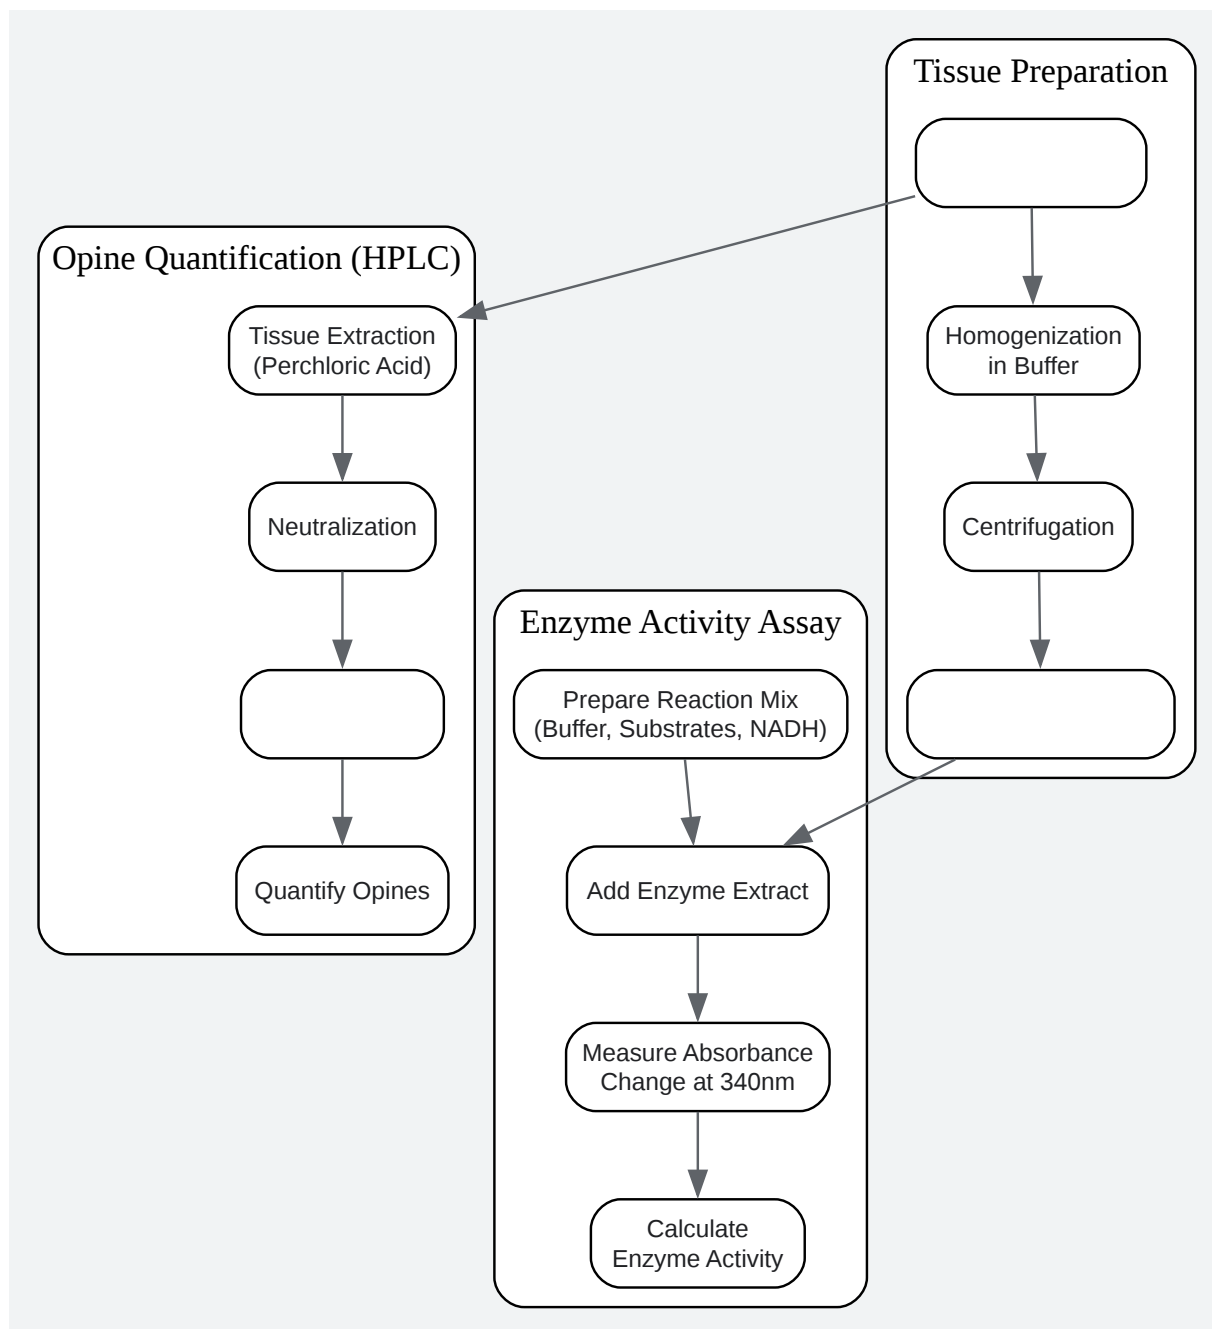 Tissue Preparation
Opine Quantification (HPLC)
Tissue Extraction
(Perchloric Acid)
Homogenization
in Buffer
Neutralization
Centrifugation
Enzyme Activity Assay
Prepare Reaction Mix
(Buffer, Substrates, NADH)
Quantify Opines
Add Enzyme Extract
Measure Absorbance
Change at 340nm
Calculate
Enzyme Activity